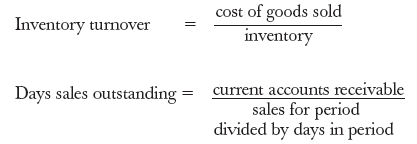 cost of goods sold
Inventory turnover =
inventory
current accounts receivable
Days sales outstanding =
sales for period
divided by days in period